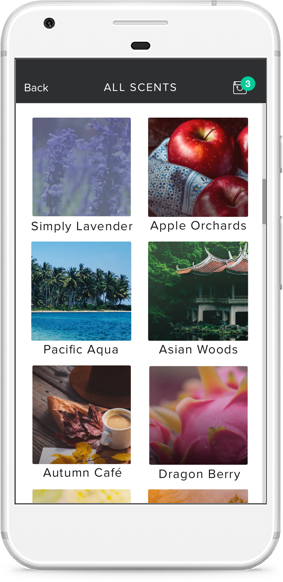 Back
ALL SCENTS
3
Simply Lavender
Apple Orchards
Pacific Aqua
Asian Woods
Autumn Café
Dragon Berry